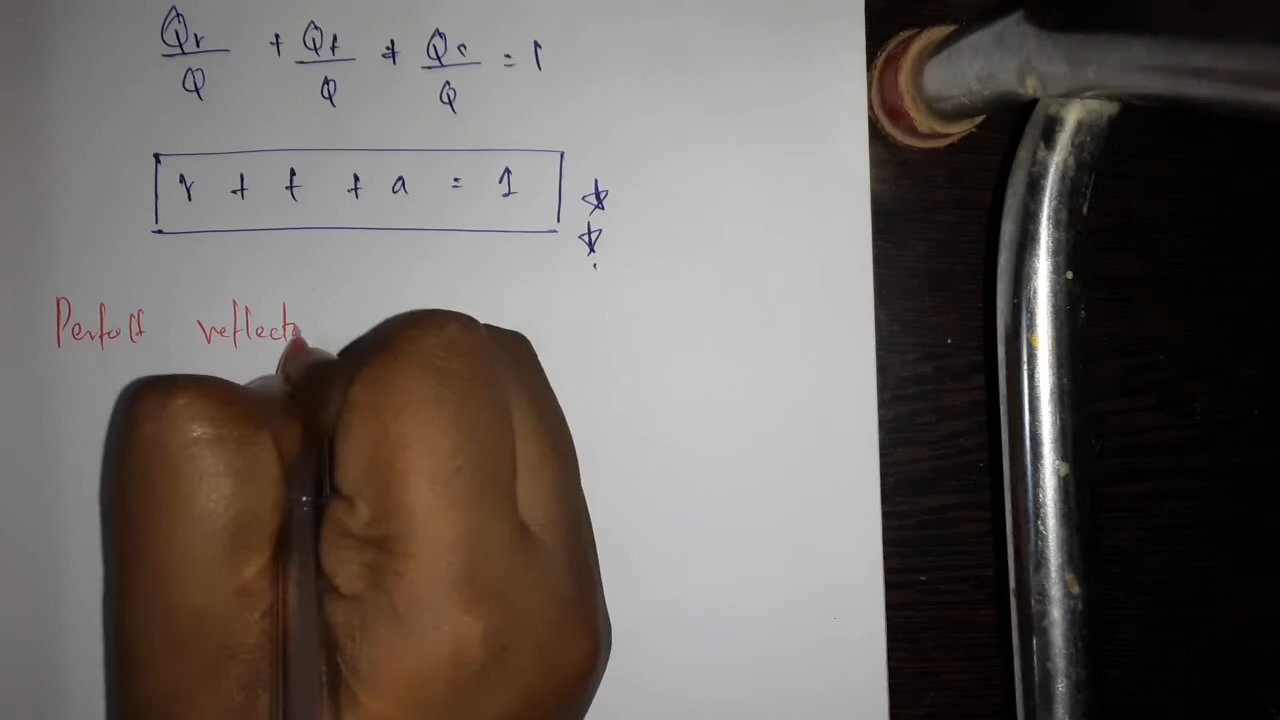 Qr/Q + Qt/Q + Qa/Q = 1
r + t + a = 1
Perfect reflect